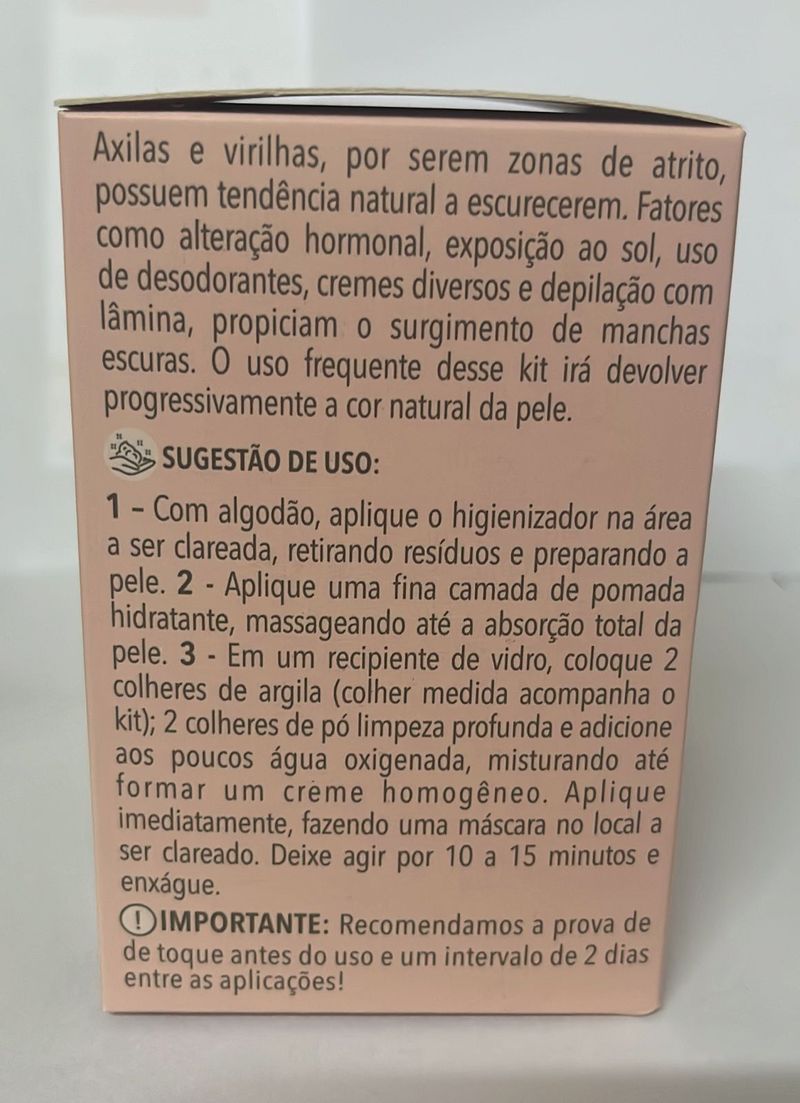 Axilas e virilhas, por serem zonas de atrito,
possuem tendência natural a escurecerem. Fatores
como alteração hormonal, exposição ao sol, uso
de desodorantes, cremes diversos e depilação com
lâmina, propiciam o surgimento de manchas
escuras. O uso frequente desse kit irá devolver
progressivamente a cor natural da pele.
SUGESTÃO DE USO:
1 – Com algodão, aplique o higienizador na área
a ser clareada, retirando resíduos e preparando a
pele. 2 - Aplique uma fina camada de pomada
hidratante, massageando até a absorção total da
pele. 3 - Em um recipiente de vidro, coloque 2
colheres de argila (colher medida acompanha o
kit); 2 colheres de pó limpeza profunda e adicione
aos poucos água oxigenada, misturando até
formar um creme homogêneo. Aplique
imediatamente, fazendo uma máscara no local a
ser clareado. Deixe agir por 10 a 15 minutos e
enxágue.
! IMPORTANTE: Recomendamos a prova de
de toque antes do uso e um intervalo de 2 dias
entre as aplicações!